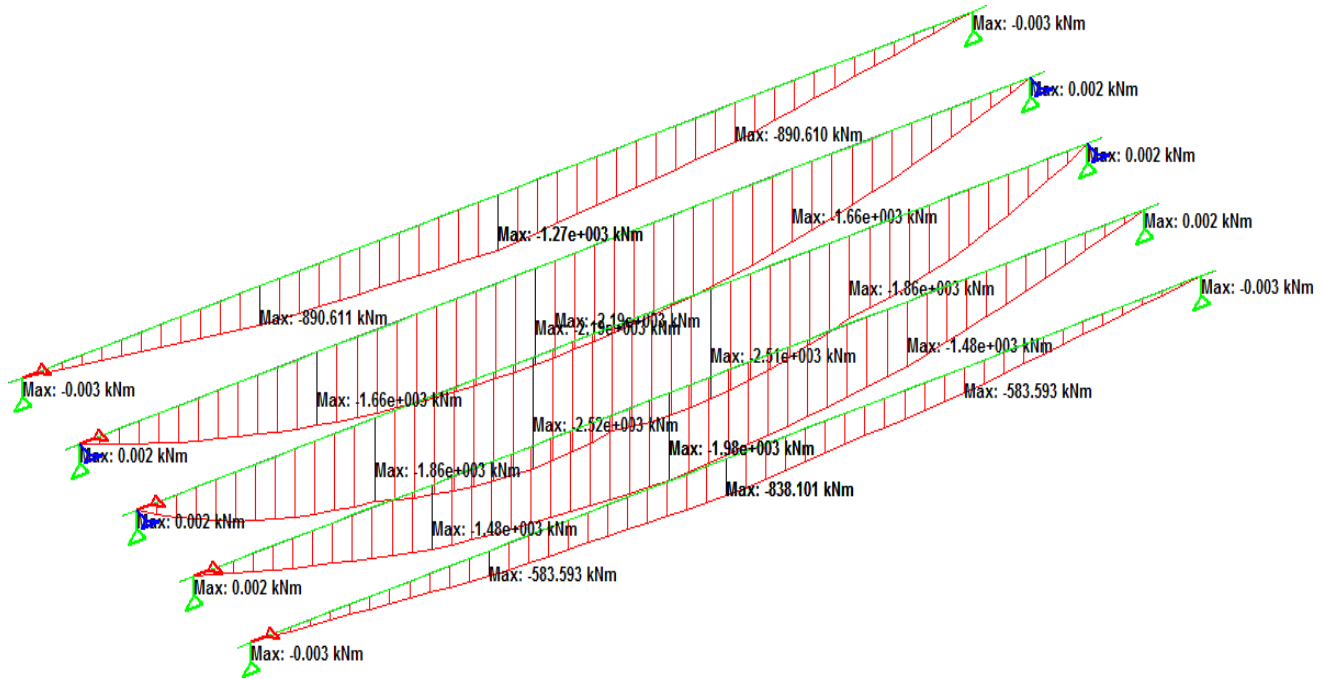 Max: -0.003 kNm
Max: 0.002 kNm
Max: -890.610 kNm
Max: 0.002 kNm
Max: -1.66e+003 kNm
Max: 0.002 kNm
Max: -1.27e+003 kNm
Max: -1.86e+003 kNm
Max: -0.003 kNm
Max: -890.611 kNm
Max: -2.19e+003 kNm
Max: -2.19e+003 kNm
Max: -1.48e+003 kNm
Max: -2.51e+003 kNm
Max: -0.003 kNm
Max: -583.593 kNm
Max: -1.66e+003 kNm
Max: -2.52e+003 kNm
Max: -1.98e+003 kNm
Max: 0.002 kNm
Max: -1.86e+003 kNm
Max: -838.101 kNm
Max: 0.002 kNm
Max: -1.48e+003 kNm
Max: -583.593 kNm
Max: 0.002 kNm
Max: -0.003 kNm